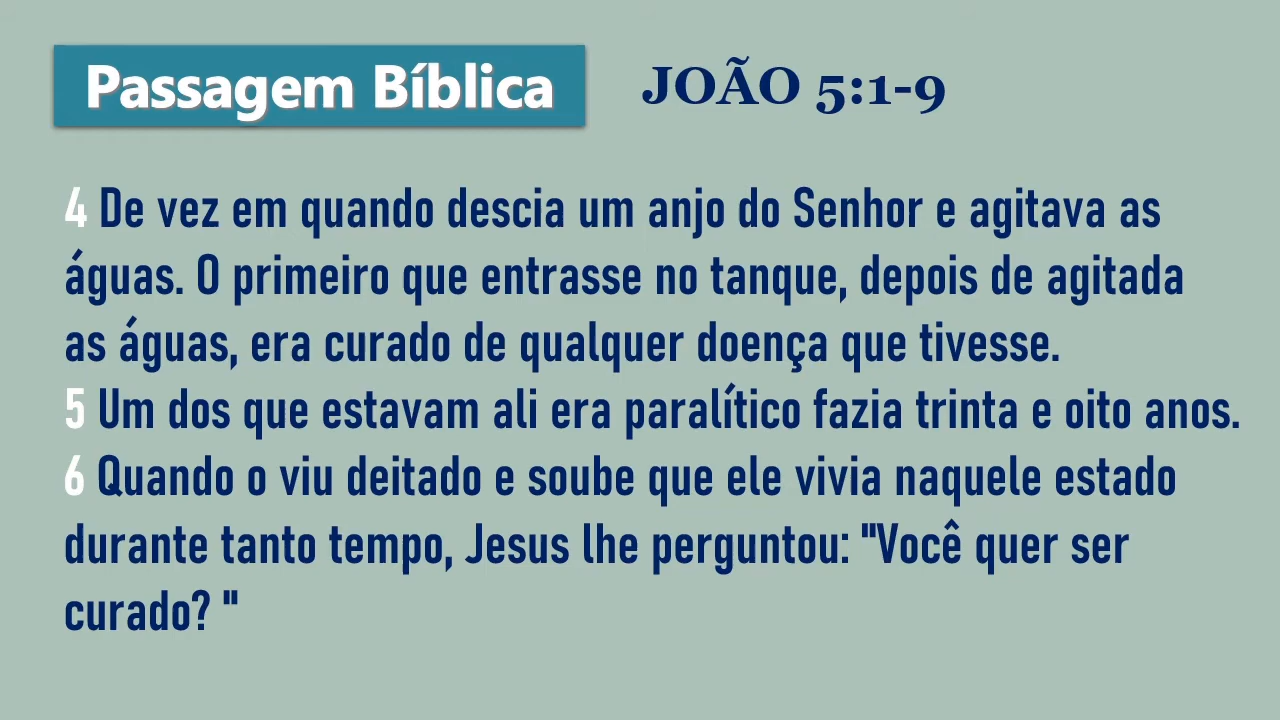 Passagem Bíblica JOÃO 5:1-9
4 De vez em quando descia um anjo do Senhor e agitava as
águas. O primeiro que entrasse no tanque, depois de agitada
as águas, era curado de qualquer doença que tivesse.
5 Um dos que estavam ali era paralítico fazia trinta e oito anos.
6 Quando o viu deitado e soube que ele vivia naquele estado
durante tanto tempo, Jesus lhe perguntou: "Você quer ser
curado? "